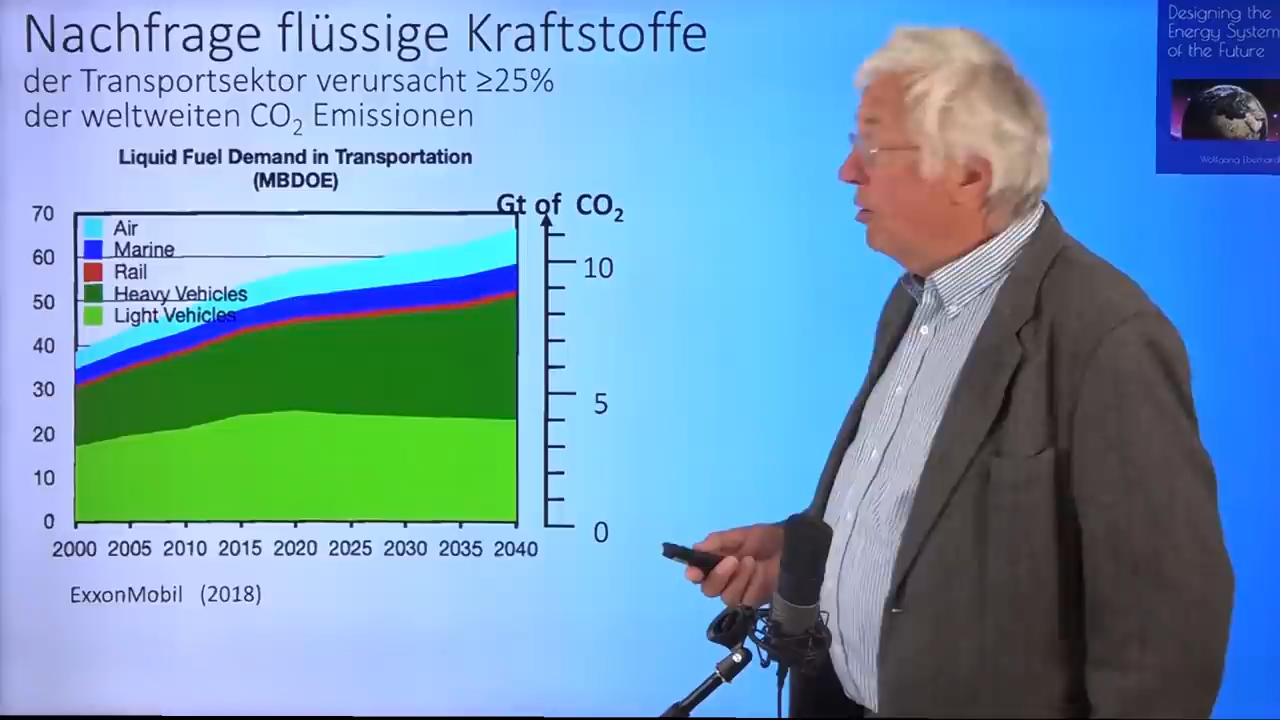 Nachfrage flüssige Kraftstoffe
der Transportsektor verursacht ≥25%
der weltweiten CO₂ Emissionen
Liquid Fuel Demand in Transportation
(MBDOE)
Gt of CO₂
70
60
50
40
30
20
10
0
Air
Marine
Rail
Heavy Vehicles
Light Vehicles
10
5
0
2000 2005 2010 2015 2020 2025 2030 2035 2040
ExxonMobil (2018)
Designing the
Energy System
of the Future
Wolfgang